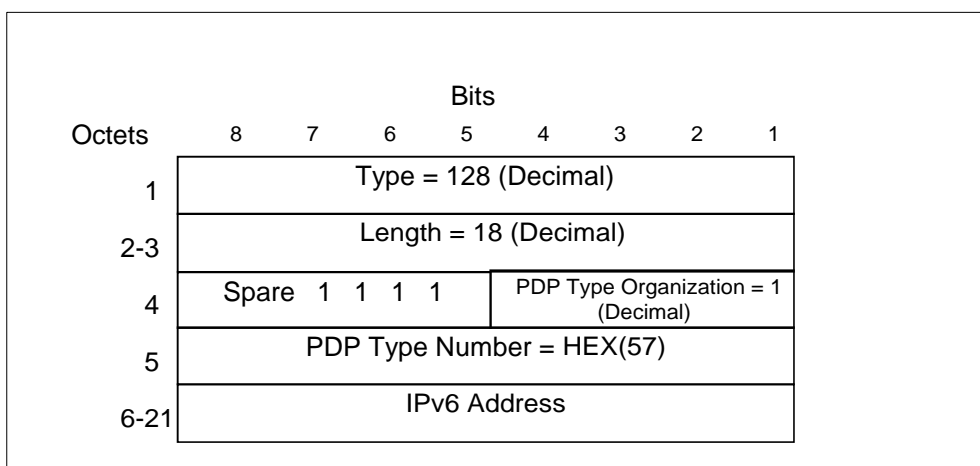 Bits
Octets 8 7 6 5 4 3 2 1
1 Type = 128 (Decimal)
2-3 Length = 18 (Decimal)
4 Spare 1 1 1 1 PDP Type Organization = 1
(Decimal)
5 PDP Type Number = HEX(57)
6-21 IPv6 Address